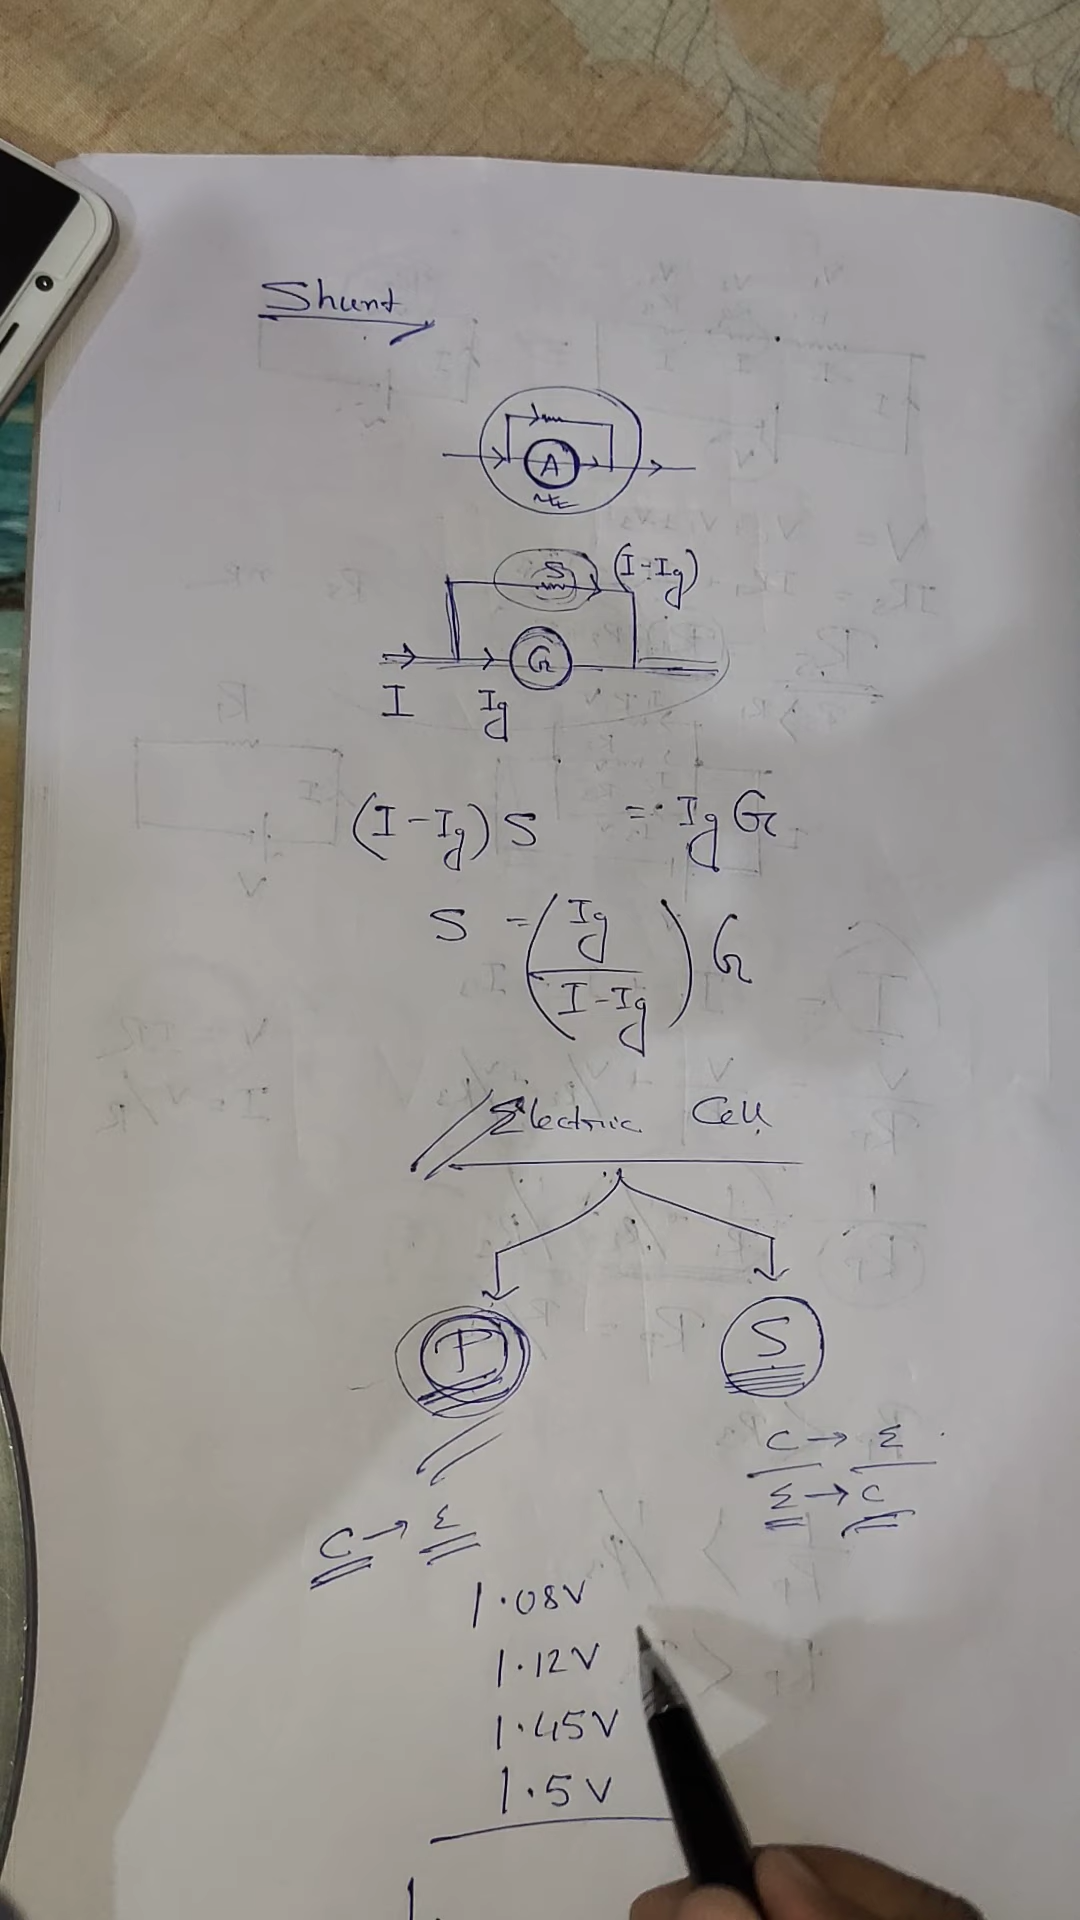 Shunt
A
S (I-Ig)
G
I Ig
(I-Ig) S = Ig G
S = (Ig / I-Ig) G
Electric Cell
P S
C → E
E → C
C → E
1.08V
1.12V
1.45V
1.5V